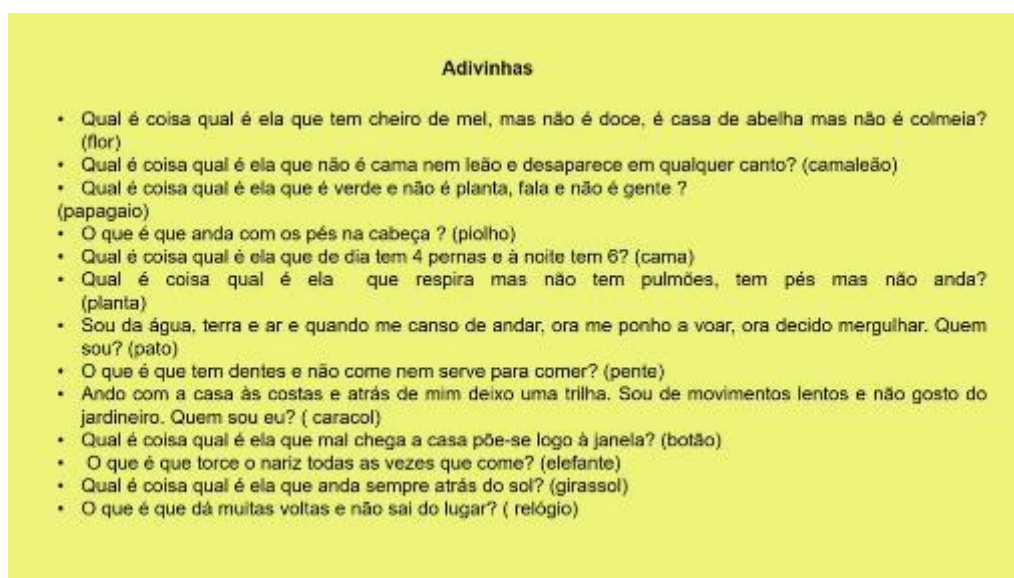 Adivinhas
• Qual é coisa qual é ela que tem cheiro de mel, mas não é doce, é casa de abelha mas não é colmeia?
(flor)
• Qual é coisa qual é ela que não é cama nem leão e desaparece em qualquer canto? (camaleão)
• Qual é coisa qual é ela que é verde e não é planta, fala e não é gente ?
(papagaio)
• O que é que anda com os pés na cabeça ? (piolho)
• Qual é coisa qual é ela que de dia tem 4 pernas e à noite tem 6? (cama)
• Qual é coisa qual é ela que respira mas não tem pulmões, tem pés mas não anda?
(planta)
• Sou da água, terra e ar e quando me canso de andar, ora me ponho a voar, ora decido mergulhar. Quem
sou? (pato)
• O que é que tem dentes e não come nem serve para comer? (pente)
• Ando com a casa às costas e atrás de mim deixo uma trilha. Sou de movimentos lentos e não gosto do
jardineiro. Quem sou eu? ( caracol)
• Qual é coisa qual é ela que mal chega a casa põe-se logo à janela? (botão)
• O que é que torce o nariz todas as vezes que come? (elefante)
• Qual é coisa qual é ela que anda sempre atrás do sol? (girassol)
• O que é que dá muitas voltas e não sai do lugar? ( relógio)